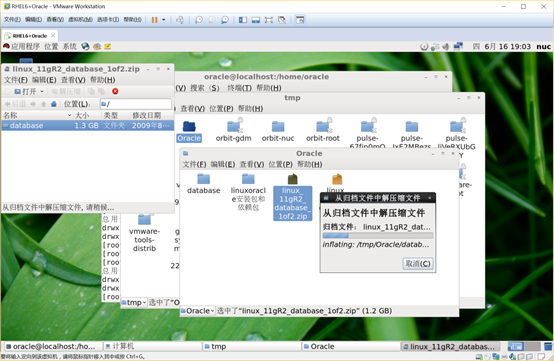 RHEL6+Oracle - VMware Workstation
文件(F) 编辑(E) 查看(V) 虚拟机(M) 选项卡(T) 帮助(H)
RHEL6+Oracle
应用程序 位置 系统
四 6月 16 19:03 nuc
oracle@localhost:/home/oracle
搜索(S) 终端(T) 帮助(H)
linux_11gR2_database_1of2.zip
文件(F) 编辑(E) 查看(V) 帮助(H)
打开 解压缩
后退 位置(L): /
名称 大小 类型 修改日期
database 1.3 GB 文件夹 2009年8…
从归档文件中解压缩文件, 请稍候...
tmp
查看(V) 位置(P) 帮助(H)
Oracle
orbit-gdm
orbit-nuc
orbit-root
Oracle
文件(F) 编辑(E) 查看(V) 位置(P) 帮助(H)
database
linuxoracle安装包和依赖包
linux_11gR2_database_1of2.zip
从归档文件中解压缩文件
从归档文件中解压缩文件
归档文件: linux_11gR2_dat…
inflating: /tmp/Oracle/datab…
取消(C)
vmware-tools-distrib
总用
drwx
drwx
[roo
[roo
总用
drwx
[roo
[roo
tmp 选中了"O
Oracle 选中了"linux_11gR2_database_1of2.zip" (1.2 GB)
oracle@localhost:/ho…
计算机
tmp
Oracle
linux_11gR2_databas…
要将输入定向到该虚拟机，请将鼠标指针移入其中或按 Ctrl+G。